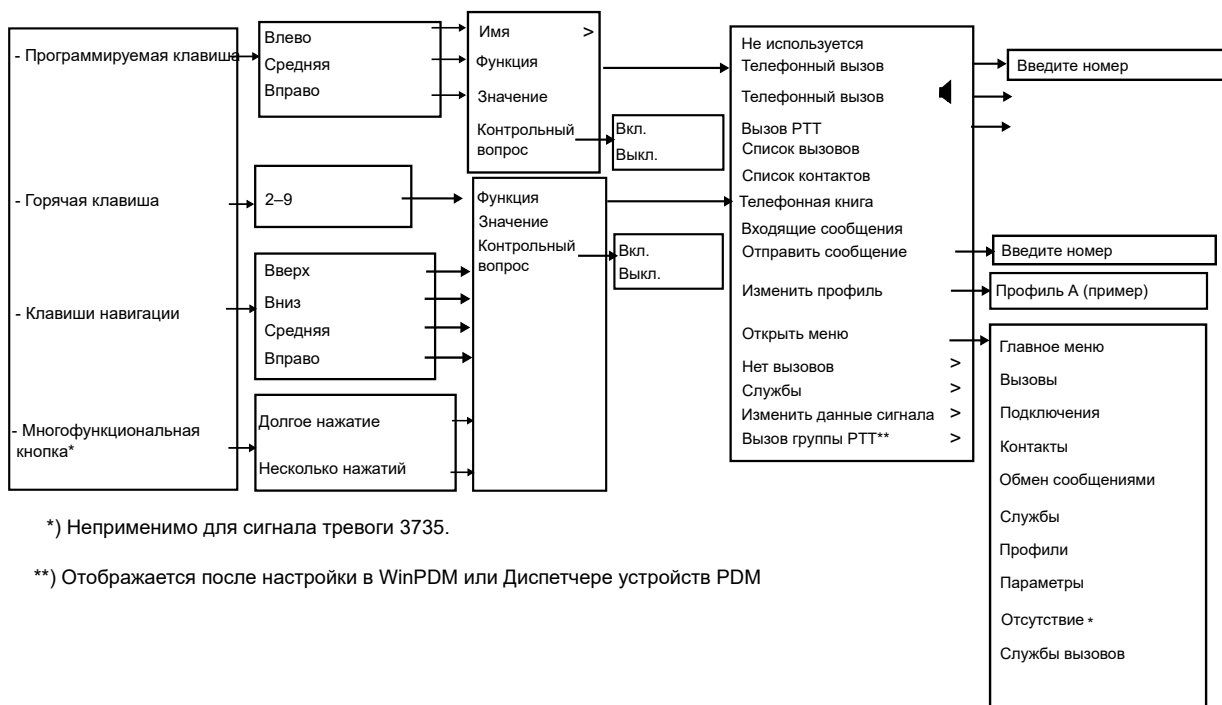 - Программируемая клавиша
- Горячая клавиша
- Клавиши навигации
- Многофункциональная
кнопка*
Влево
Средняя
Вправо
2–9
Вверх
Вниз
Средняя
Вправо
Долгое нажатие
Несколько нажатий
Имя >
Функция
Значение
Контрольный
вопрос
Вкл.
Выкл.
Функция
Значение
Контрольный
вопрос
Вкл.
Выкл.
Не используется
Телефонный вызов
Телефонный вызов
Вызов PTT
Список вызовов
Список контактов
Телефонная книга
Входящие сообщения
Отправить сообщение
Изменить профиль
Открыть меню
Нет вызовов >
Службы >
Изменить данные сигнала >
Вызов группы PTT** >
Введите номер
Введите номер
Профиль A (пример)
Главное меню
Вызовы
Подключения
Контакты
Обмен сообщениями
Службы
Профили
Параметры
Отсутствие *
Службы вызовов
*) Неприменимо для сигнала тревоги 3735.
**) Отображается после настройки в WinPDM или Диспетчере устройств PDM